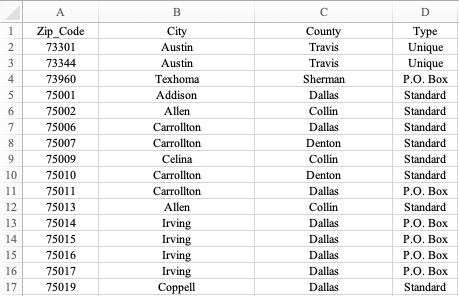 A B C D
1 Zip_Code City County Type
2 73301 Austin Travis Unique
3 73344 Austin Travis Unique
4 73960 Texhoma Sherman P.O. Box
5 75001 Addison Dallas Standard
6 75002 Allen Collin Standard
7 75006 Carrollton Dallas Standard
8 75007 Carrollton Denton Standard
9 75009 Celina Collin Standard
10 75010 Carrollton Denton Standard
11 75011 Carrollton Dallas P.O. Box
12 75013 Allen Collin Standard
13 75014 Irving Dallas P.O. Box
14 75015 Irving Dallas P.O. Box
15 75016 Irving Dallas P.O. Box
16 75017 Irving Dallas P.O. Box
17 75019 Coppell Dallas Standard